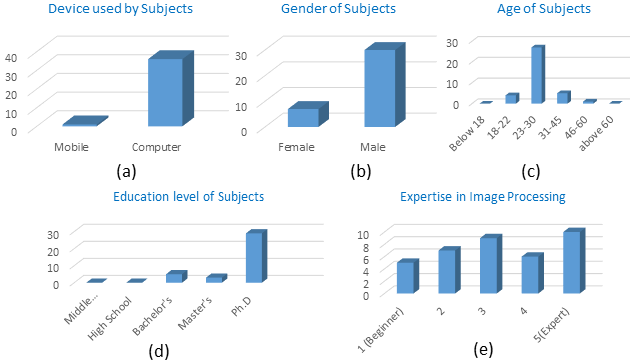 Device used by Subjects
40
30
20
10
0
Mobile
Computer
(a)
Gender of Subjects
30
20
10
0
Female
Male
(b)
Age of Subjects
30
20
10
0
Below 18
18-22
23-30
31-45
46-60
above 60
(c)
Education level of Subjects
30
20
10
0
Middle...
High School
Bachelor's
Master's
Ph.D
(d)
Expertise in Image Processing
10
8
6
4
2
0
1 (Beginner)
2
3
4
5(Expert)
(e)